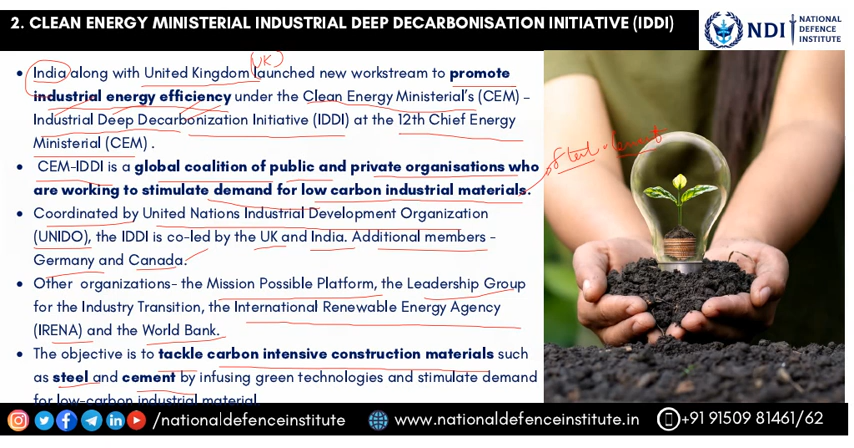 2. CLEAN ENERGY MINISTERIAL INDUSTRIAL DEEP DECARBONISATION INITIATIVE (IDDI)
NDI
NATIONAL
DEFENCE
INSTITUTE
(UK)
• India along with United Kingdom launched new workstream to promote
industrial energy efficiency under the Clean Energy Ministerial's (CEM) –
Industrial Deep Decarbonization Initiative (IDDI) at the 12th Chief Energy
Ministerial (CEM) .
• CEM-IDDI is a global coalition of public and private organisations who
are working to stimulate demand for low carbon industrial materials.
Steel
cement
• Coordinated by United Nations Industrial Development Organization
(UNIDO), the IDDI is co-led by the UK and India. Additional members –
Germany and Canada.
• Other organizations- the Mission Possible Platform, the Leadership Group
for the Industry Transition, the International Renewable Energy Agency
(IRENA) and the World Bank.
• The objective is to tackle carbon intensive construction materials such
as steel and cement by infusing green technologies and stimulate demand
for low-carbon industrial material
/nationaldefenceinstitute
www.nationaldefenceinstitute.in
+91 91509 81461/62